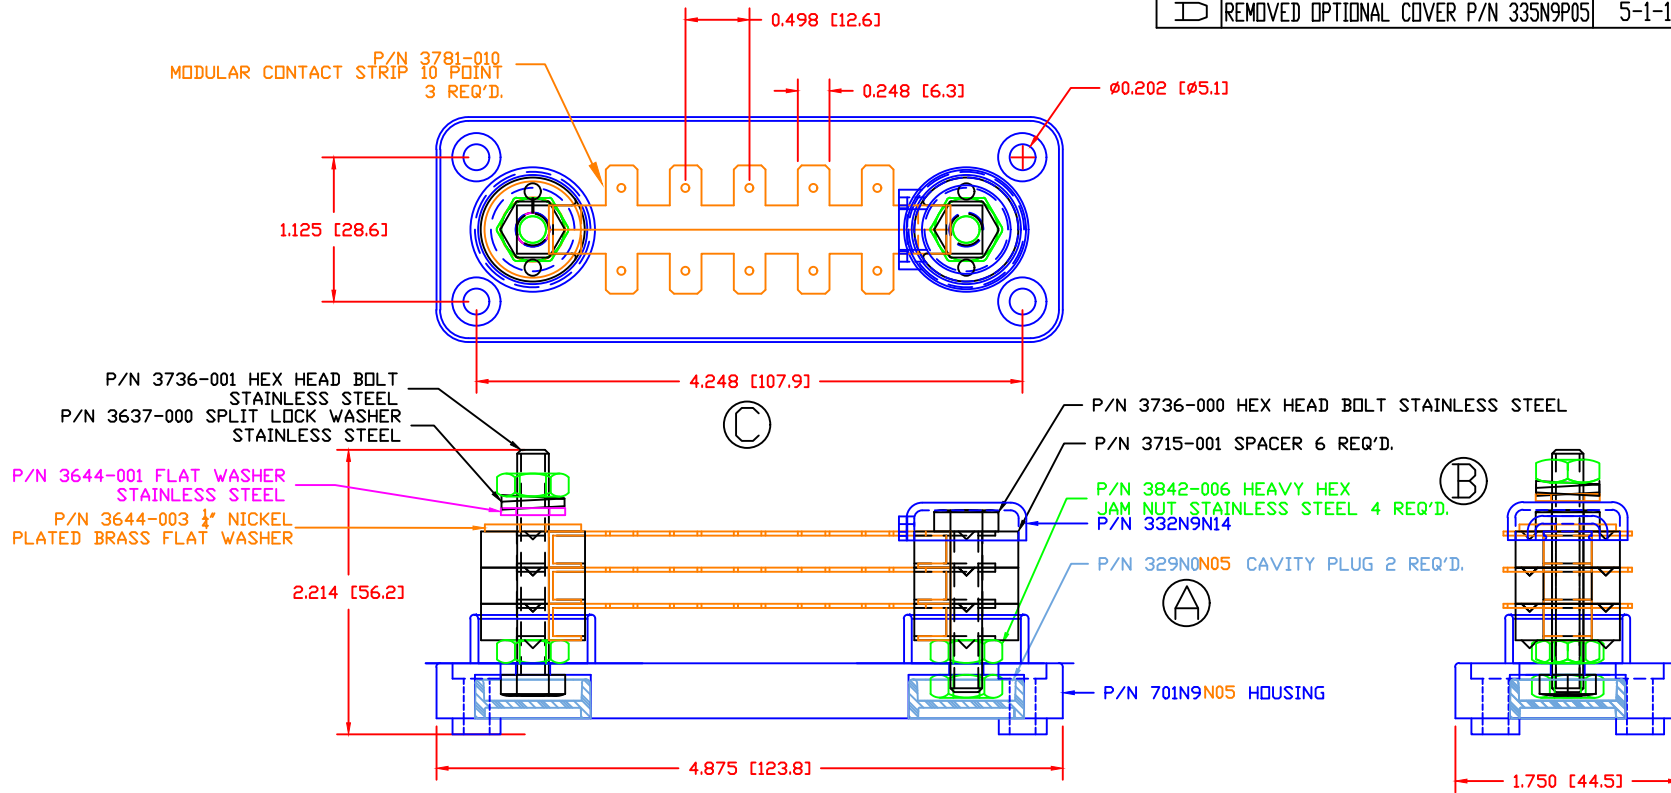 D REMOVED OPTIONAL COVER P/N 335N9P05 5-1-1
0.498 [12.6]
P/N 3781-010
MODULAR CONTACT STRIP 10 POINT
3 REQ'D.
0.248 [6.3]
Ø0.202 [Ø5.1]
1.125 [28.6]
4.248 [107.9]
C
P/N 3736-001 HEX HEAD BOLT
STAINLESS STEEL
P/N 3637-000 SPLIT LOCK WASHER
STAINLESS STEEL
P/N 3644-001 FLAT WASHER
STAINLESS STEEL
P/N 3644-003 ¼" NICKEL
PLATED BRASS FLAT WASHER
2.214 [56.2]
P/N 3736-000 HEX HEAD BOLT STAINLESS STEEL
P/N 3715-001 SPACER 6 REQ'D.
B
P/N 3842-006 HEAVY HEX
JAM NUT STAINLESS STEEL 4 REQ'D.
P/N 332N9N14
P/N 329N0N05 CAVITY PLUG 2 REQ'D.
A
P/N 701N9N05 HOUSING
4.875 [123.8]
1.750 [44.5]